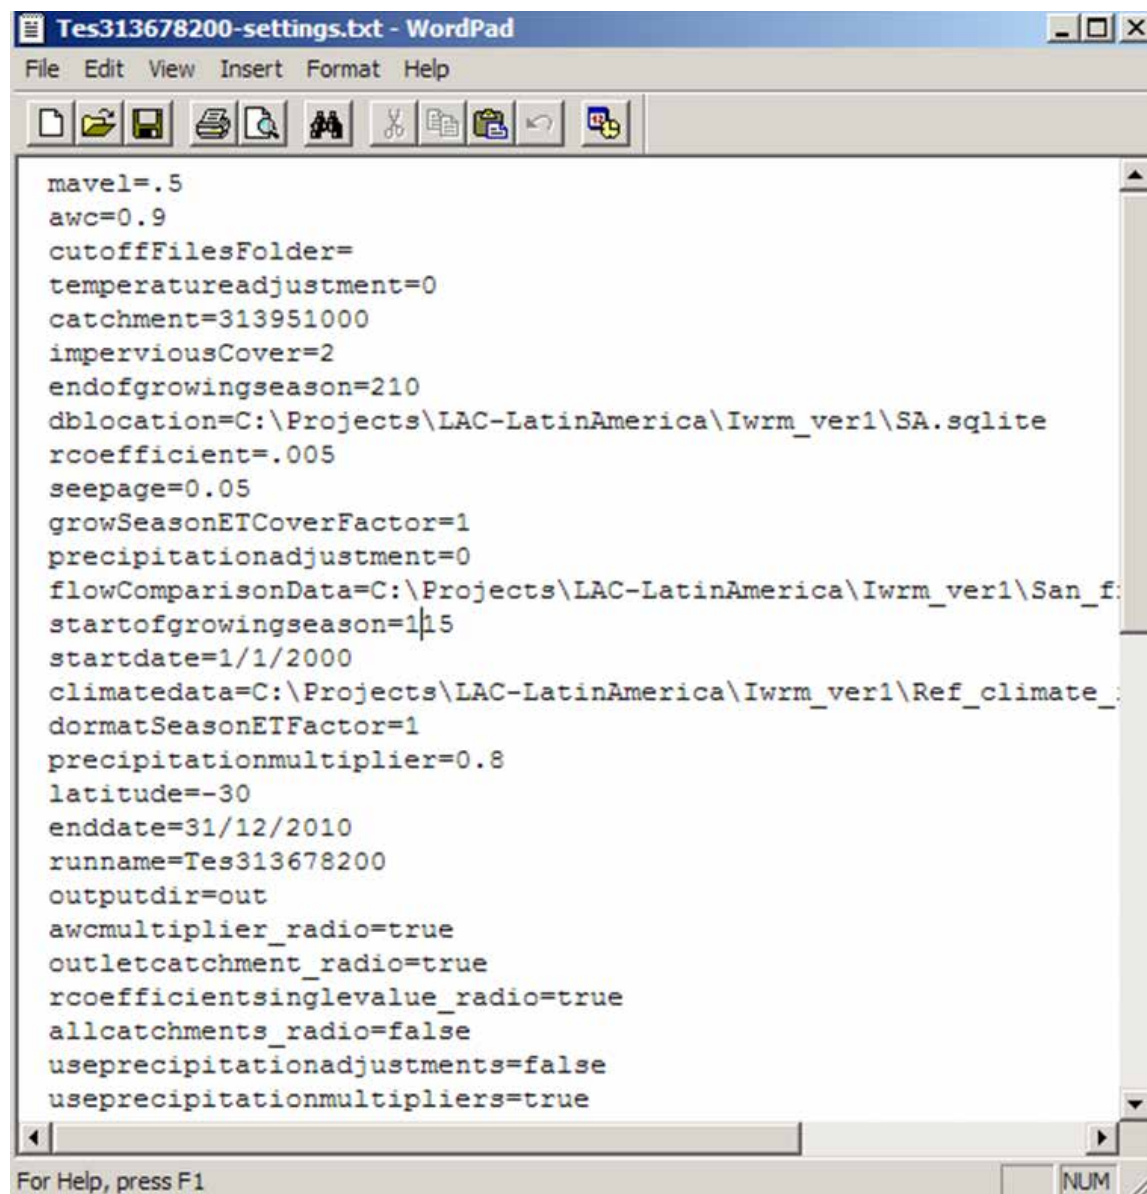 Tes313678200-settings.txt - WordPad
File Edit View Insert Format Help
mavel=.5
awc=0.9
cutoffFilesFolder=
temperatureadjustment=0
catchment=313951000
imperviousCover=2
endofgrowingseason=210
dblocation=C:\Projects\LAC-LatinAmerica\Iwrm_ver1\SA.sqlite
rcoefficient=.005
seepage=0.05
growSeasonETCoverFactor=1
precipitationadjustment=0
flowComparisonData=C:\Projects\LAC-LatinAmerica\Iwrm_ver1\San_f
startofgrowingseason=115
startdate=1/1/2000
climatedata=C:\Projects\LAC-LatinAmerica\Iwrm_ver1\Ref_climate_
dormatSeasonETFactor=1
precipitationmultiplier=0.8
latitude=-30
enddate=31/12/2010
runname=Tes313678200
outputdir=out
awcmultiplier_radio=true
outletcatchment_radio=true
rcoefficientsinglevalue_radio=true
allcatchments_radio=false
useprecipitationadjustments=false
useprecipitationmultipliers=true
For Help, press F1
NUM